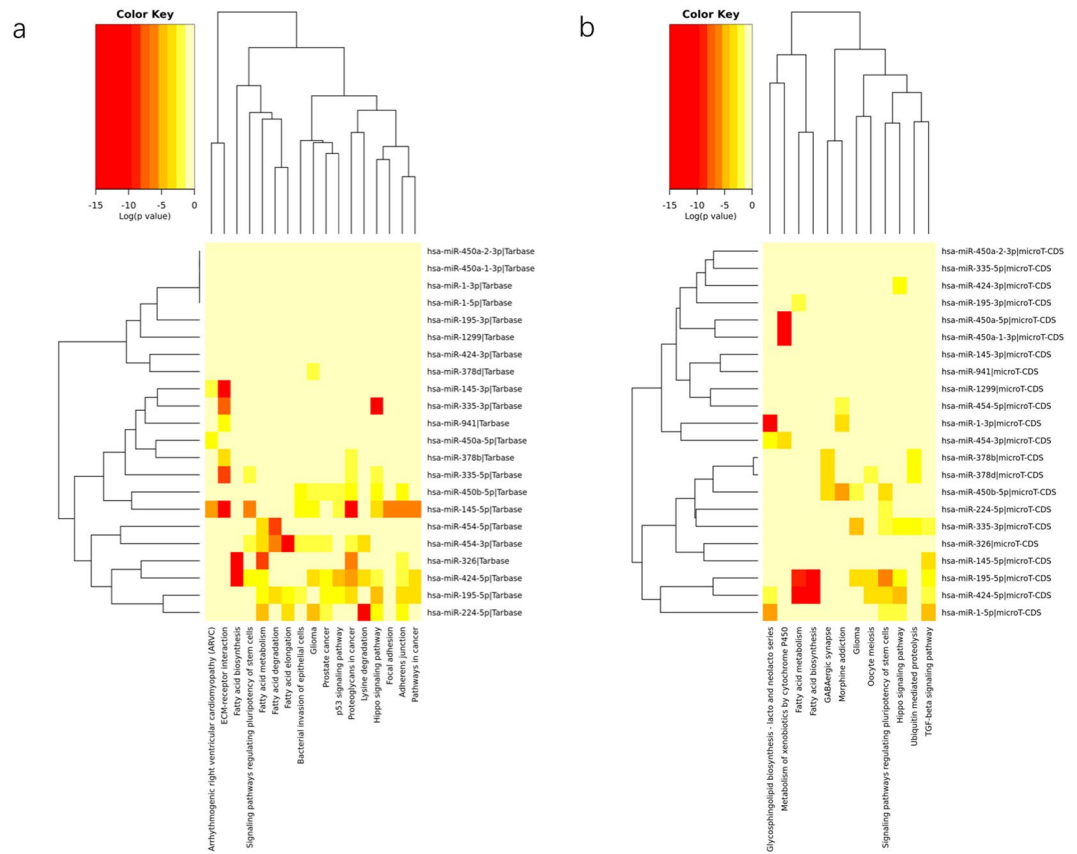 a
Color Key
-15 -10 -5 0
Log(p value)
hsa-miR-450a-2-3p|Tarbase
hsa-miR-450a-1-3p|Tarbase
hsa-miR-1-3p|Tarbase
hsa-miR-1-5p|Tarbase
hsa-miR-195-3p|Tarbase
hsa-miR-1299|Tarbase
hsa-miR-424-3p|Tarbase
hsa-miR-378d|Tarbase
hsa-miR-145-3p|Tarbase
hsa-miR-335-3p|Tarbase
hsa-miR-941|Tarbase
hsa-miR-450a-5p|Tarbase
hsa-miR-378b|Tarbase
hsa-miR-335-5p|Tarbase
hsa-miR-450b-5p|Tarbase
hsa-miR-145-5p|Tarbase
hsa-miR-454-5p|Tarbase
hsa-miR-454-3p|Tarbase
hsa-miR-326|Tarbase
hsa-miR-424-5p|Tarbase
hsa-miR-195-5p|Tarbase
hsa-miR-224-5p|Tarbase
Arrhythmogenic right ventricular cardiomyopathy (ARVC)
ECM-receptor interaction
Fatty acid biosynthesis
Signaling pathways regulating pluripotency of stem cells
Fatty acid metabolism
Fatty acid degradation
Fatty acid elongation
Bacterial invasion of epithelial cells
Glioma
Prostate cancer
p53 signaling pathway
Proteoglycans in cancer
Lysine degradation
Hippo signaling pathway
Focal adhesion
Adherens junction
Pathways in cancer
b
Color Key
-15 -10 -5 0
Log(p value)
hsa-miR-450a-2-3p|microT-CDS
hsa-miR-335-5p|microT-CDS
hsa-miR-424-3p|microT-CDS
hsa-miR-195-3p|microT-CDS
hsa-miR-450a-5p|microT-CDS
hsa-miR-450a-1-3p|microT-CDS
hsa-miR-145-3p|microT-CDS
hsa-miR-941|microT-CDS
hsa-miR-1299|microT-CDS
hsa-miR-454-5p|microT-CDS
hsa-miR-1-3p|microT-CDS
hsa-miR-454-3p|microT-CDS
hsa-miR-378b|microT-CDS
hsa-miR-378d|microT-CDS
hsa-miR-450b-5p|microT-CDS
hsa-miR-224-5p|microT-CDS
hsa-miR-335-3p|microT-CDS
hsa-miR-326|microT-CDS
hsa-miR-145-5p|microT-CDS
hsa-miR-195-5p|microT-CDS
hsa-miR-424-5p|microT-CDS
hsa-miR-1-5p|microT-CDS
Glycosphingolipid biosynthesis - lacto and neolacto series
Metabolism of xenobiotics by cytochrome P450
Fatty acid metabolism
Fatty acid biosynthesis
GABAergic synapse
Morphine addiction
Glioma
Oocyte meiosis
Signaling pathways regulating pluripotency of stem cells
Hippo signaling pathway
Ubiquitin mediated proteolysis
TGF-beta signaling pathway